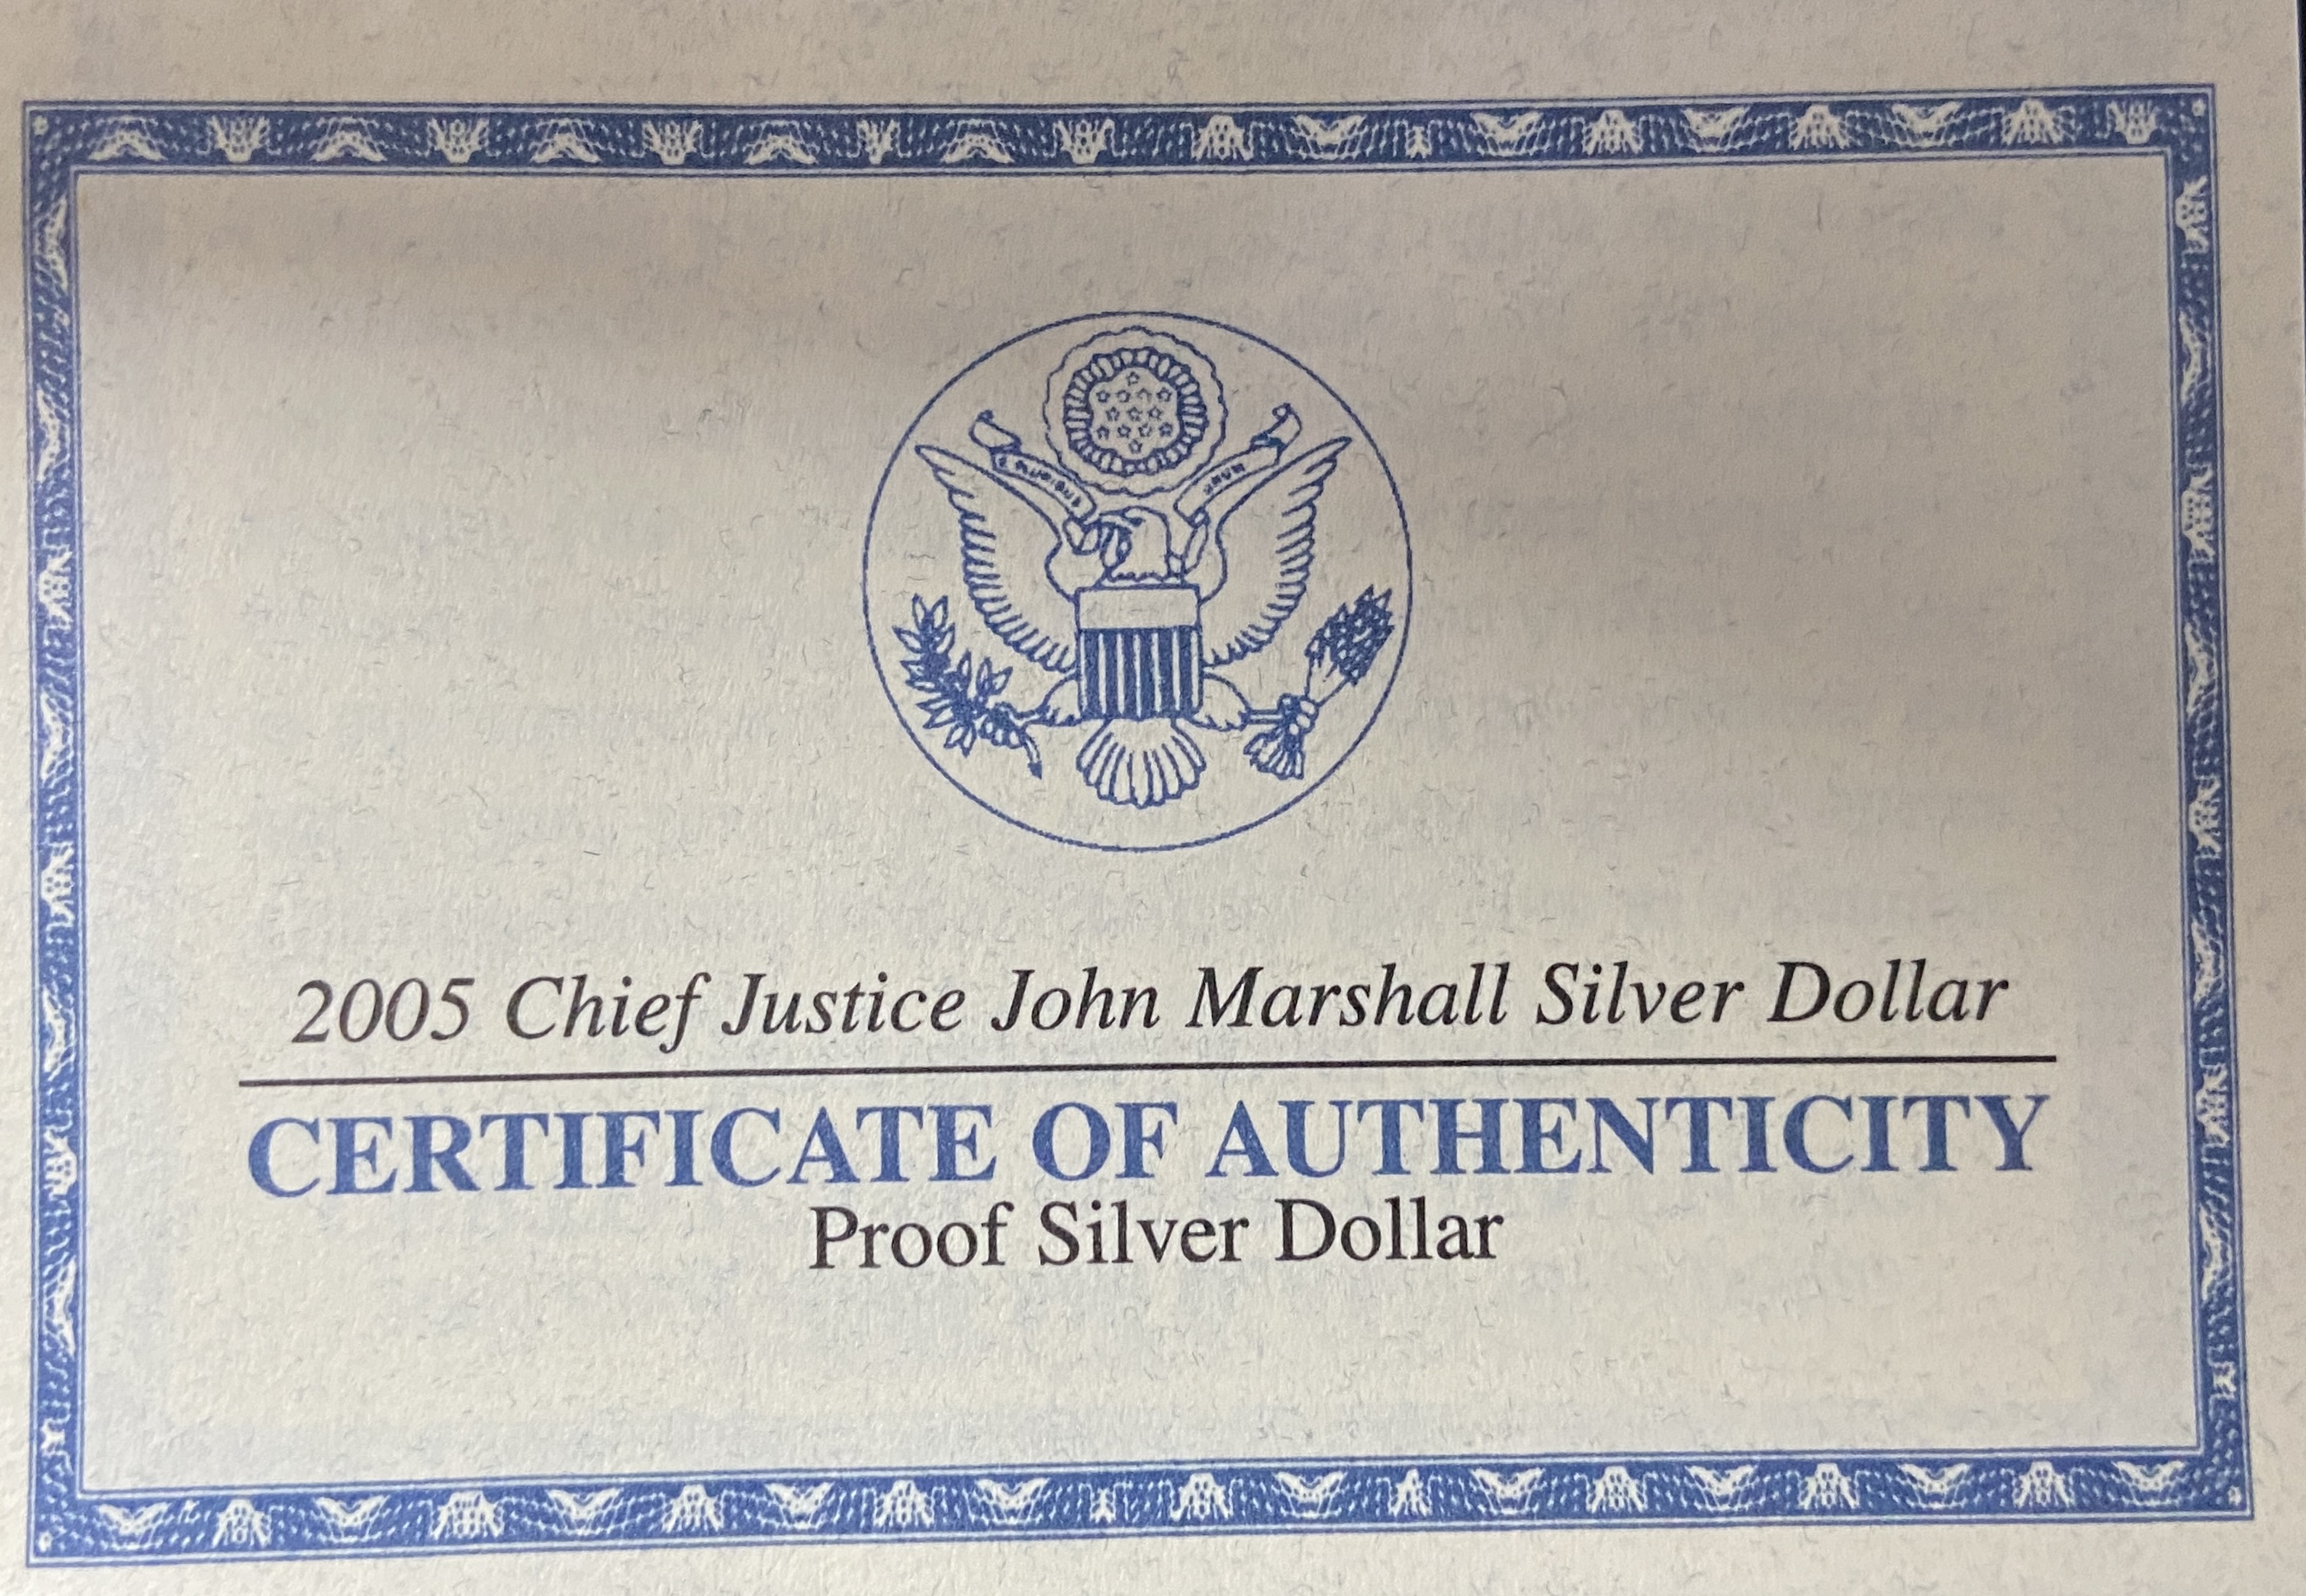 2005 Chief Justice John Marshall Silver Dollar
CERTIFICATE OF AUTHENTICITY
Proof Silver Dollar